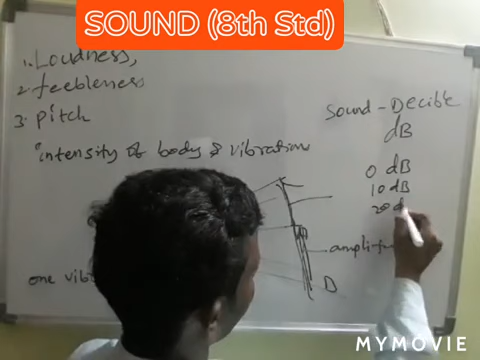 SOUND (8th Std)
1. Loudness,
2. feebleness
3. Pitch
Sound - Decible
dB
intensity of body & vibration
0 dB
10 dB
20 d
D
MYMOVIE